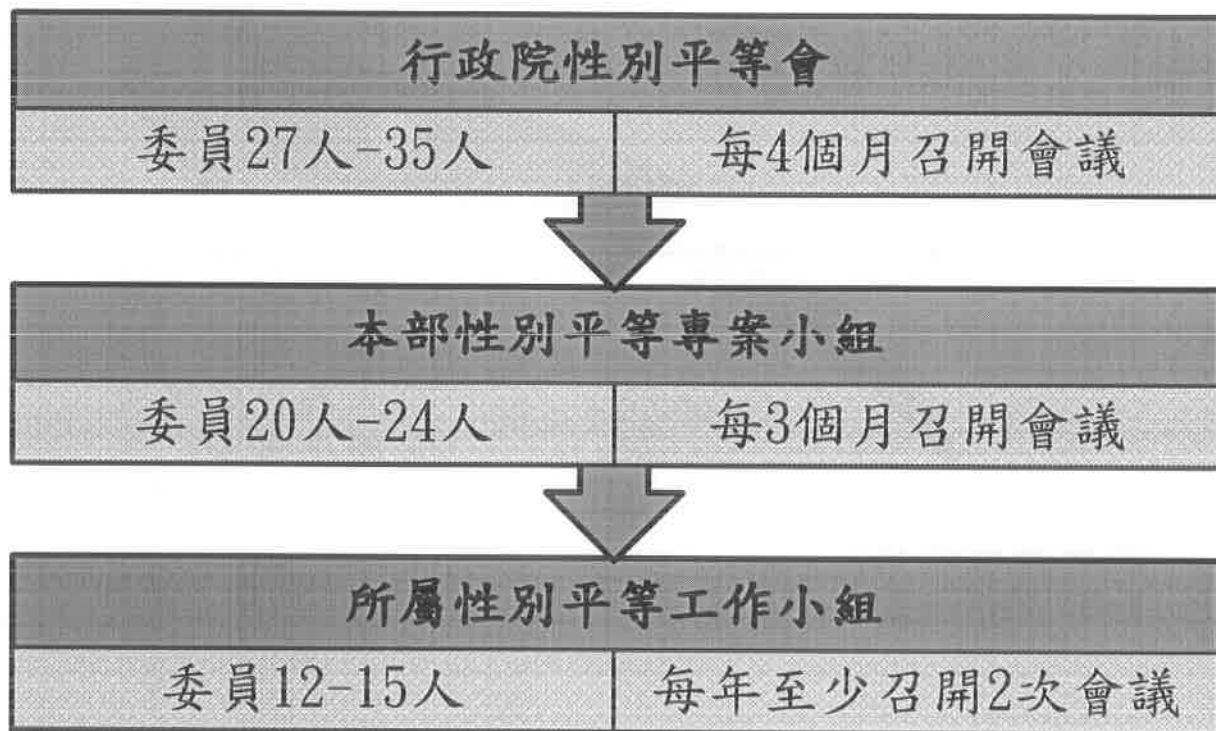 行政院性別平等會
委員27人-35人 每4個月召開會議
本部性別平等專案小組
委員20人-24人 每3個月召開會議
所屬性別平等工作小組
委員12-15人 每年至少召開2次會議